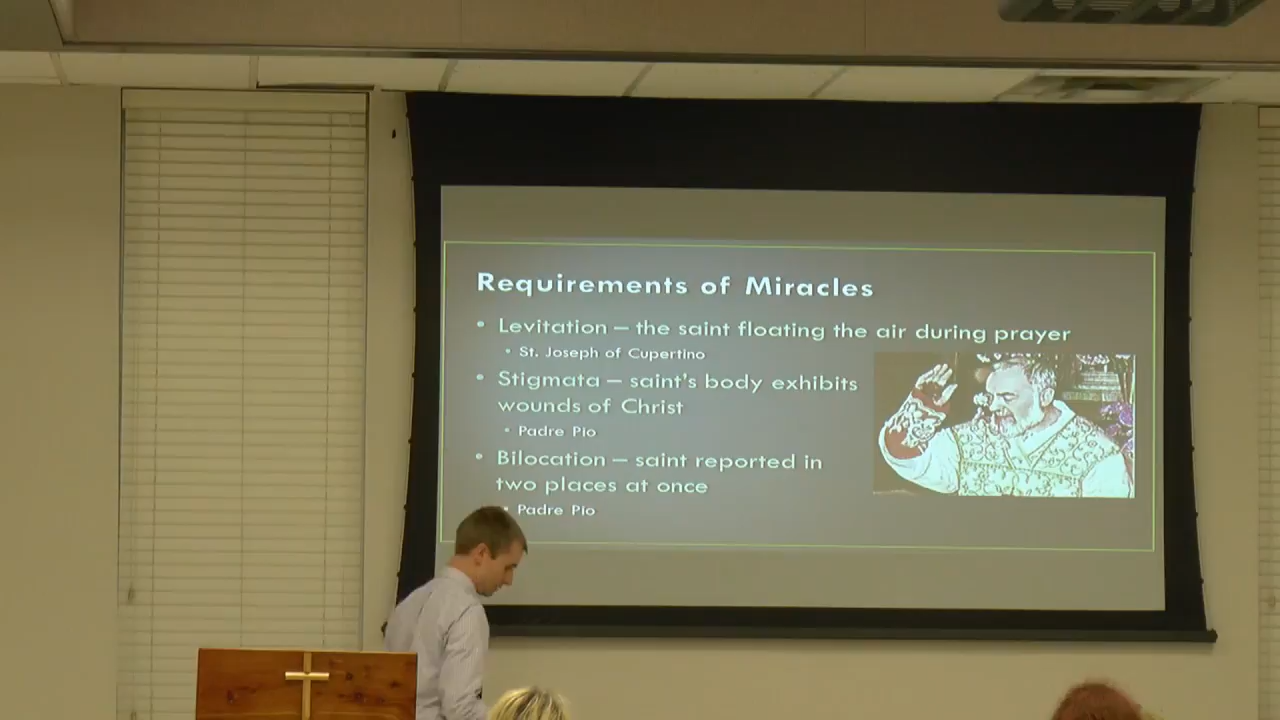 Requirements of Miracles
• Levitation – the saint floating the air during prayer
• St. Joseph of Cupertino
• Stigmata – saint's body exhibits
wounds of Christ
• Padre Pio
• Bilocation – saint reported in
two places at once
• Padre Pio